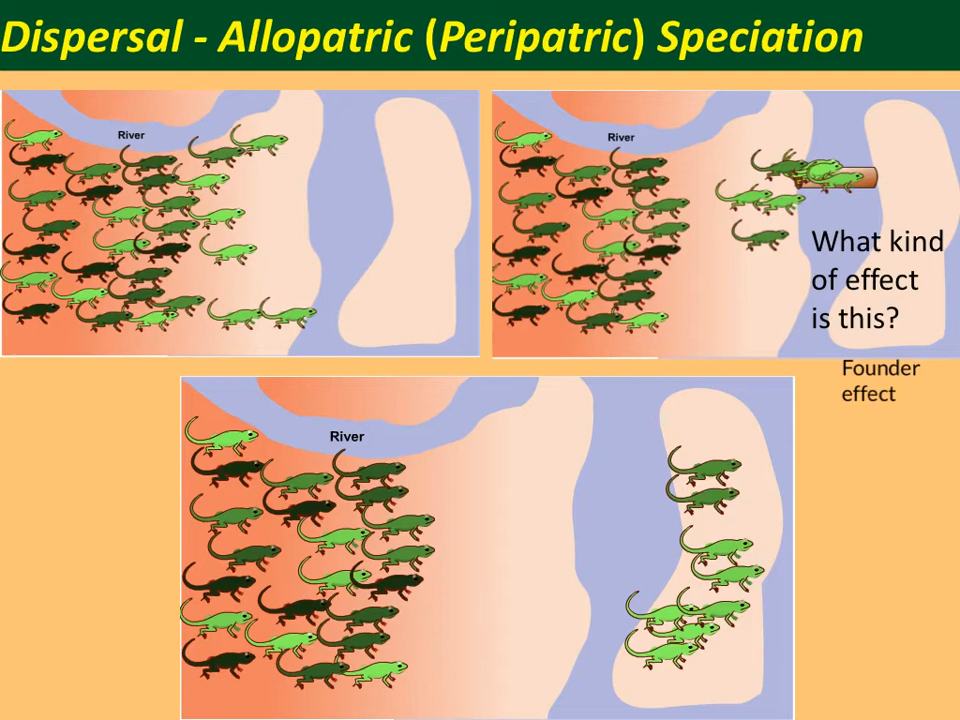 Dispersal - Allopatric (Peripatric) Speciation
River
River
What kind
of effect
is this?
Founder
effect
River